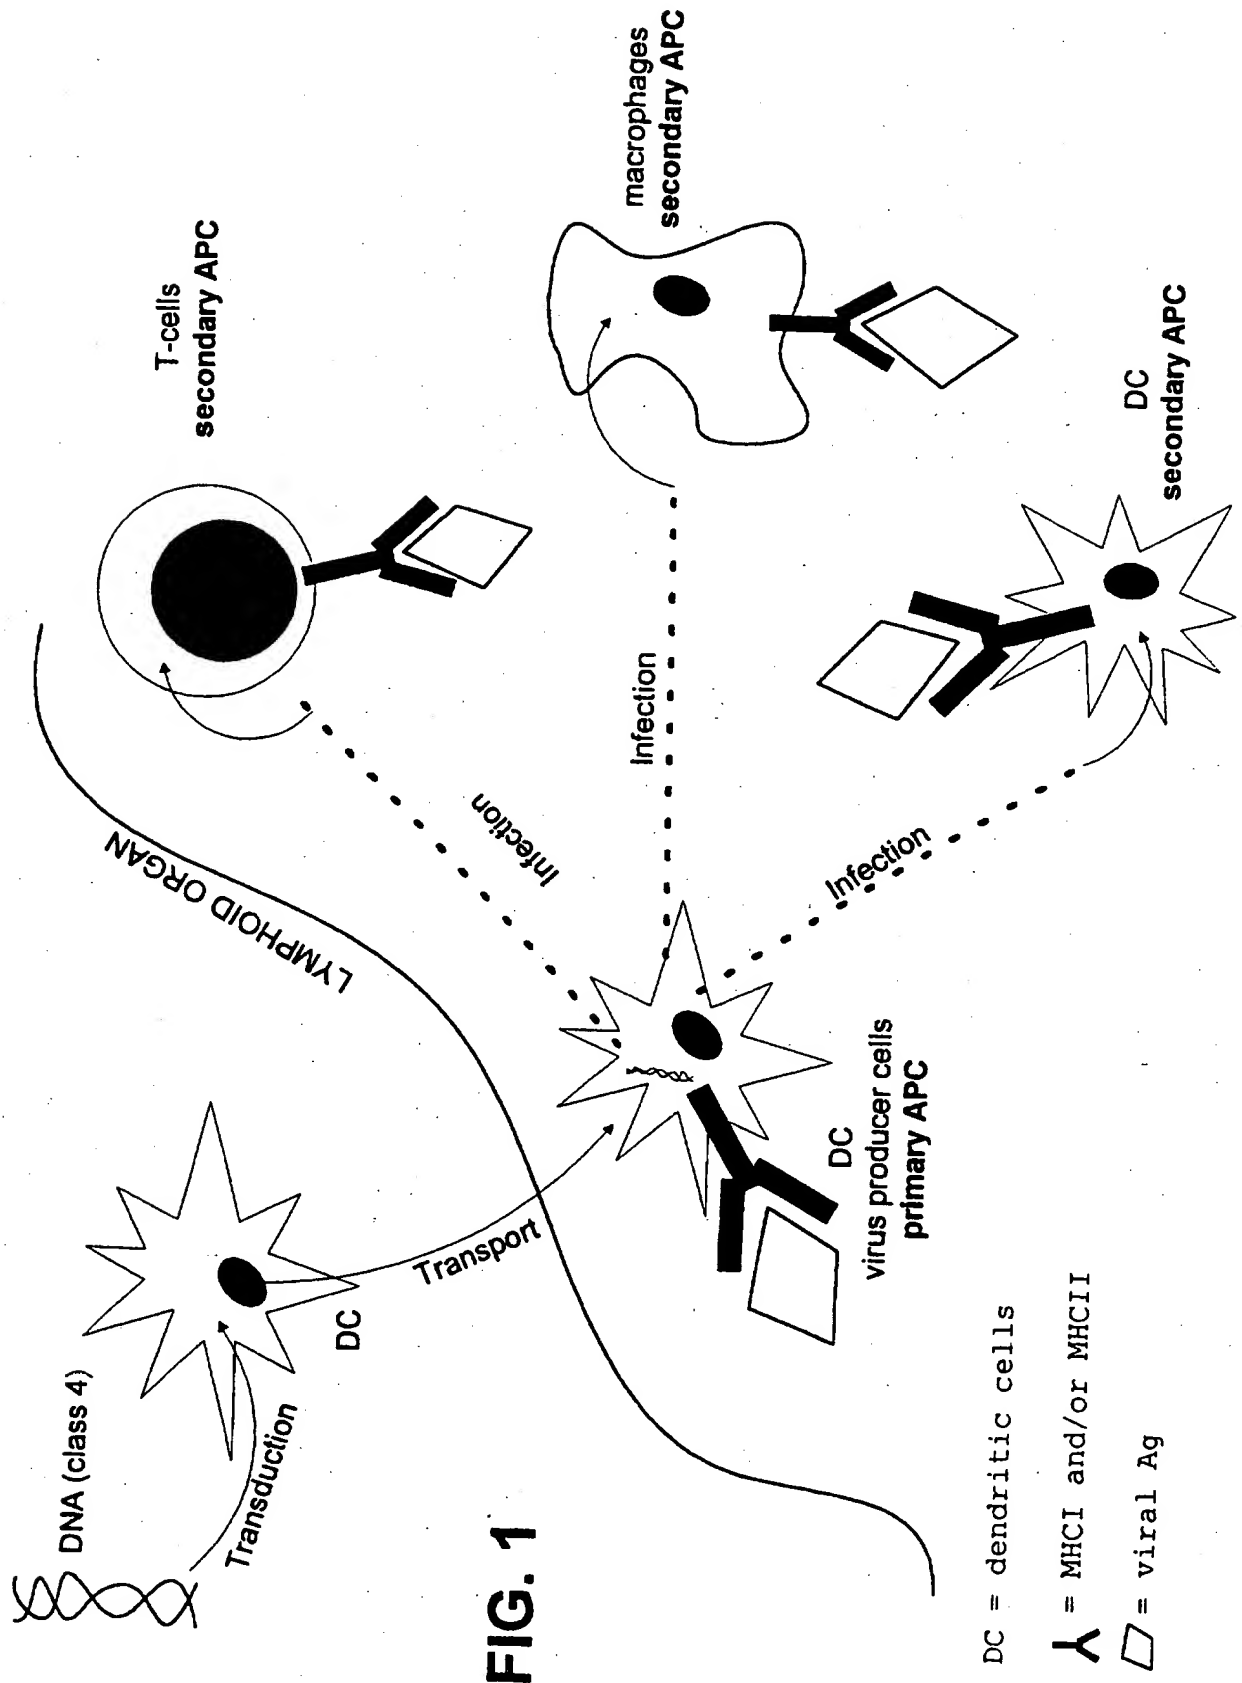 DNA (class 4)
Transduction
DC
Transport
LYMPHOID ORGAN
T-cells
secondary APC
Infection
Infection
macrophages
secondary APC
Infection
DC
secondary APC
DC
virus producer cells
primary APC
FIG. 1
DC = dendritic cells
= MHCI and/or MHCII
= viral Ag